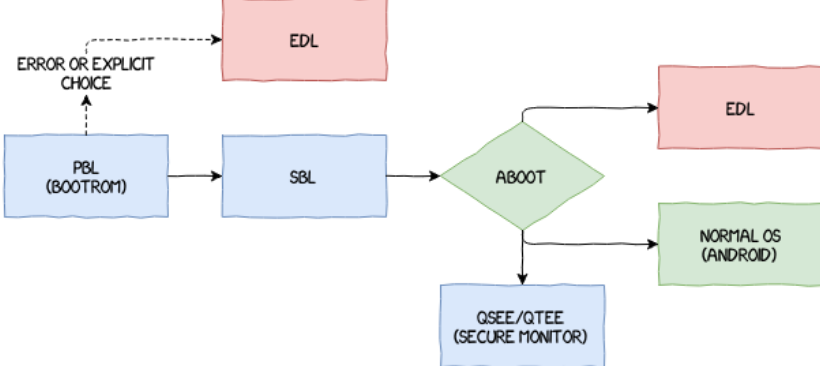 EDL
ERROR OR EXPLICIT
CHOICE
EDL
PBL
(BOOTROM)
SBL
ABOOT
NORMAL OS
(ANDROID)
QSEE/QTEE
(SECURE MONITOR)